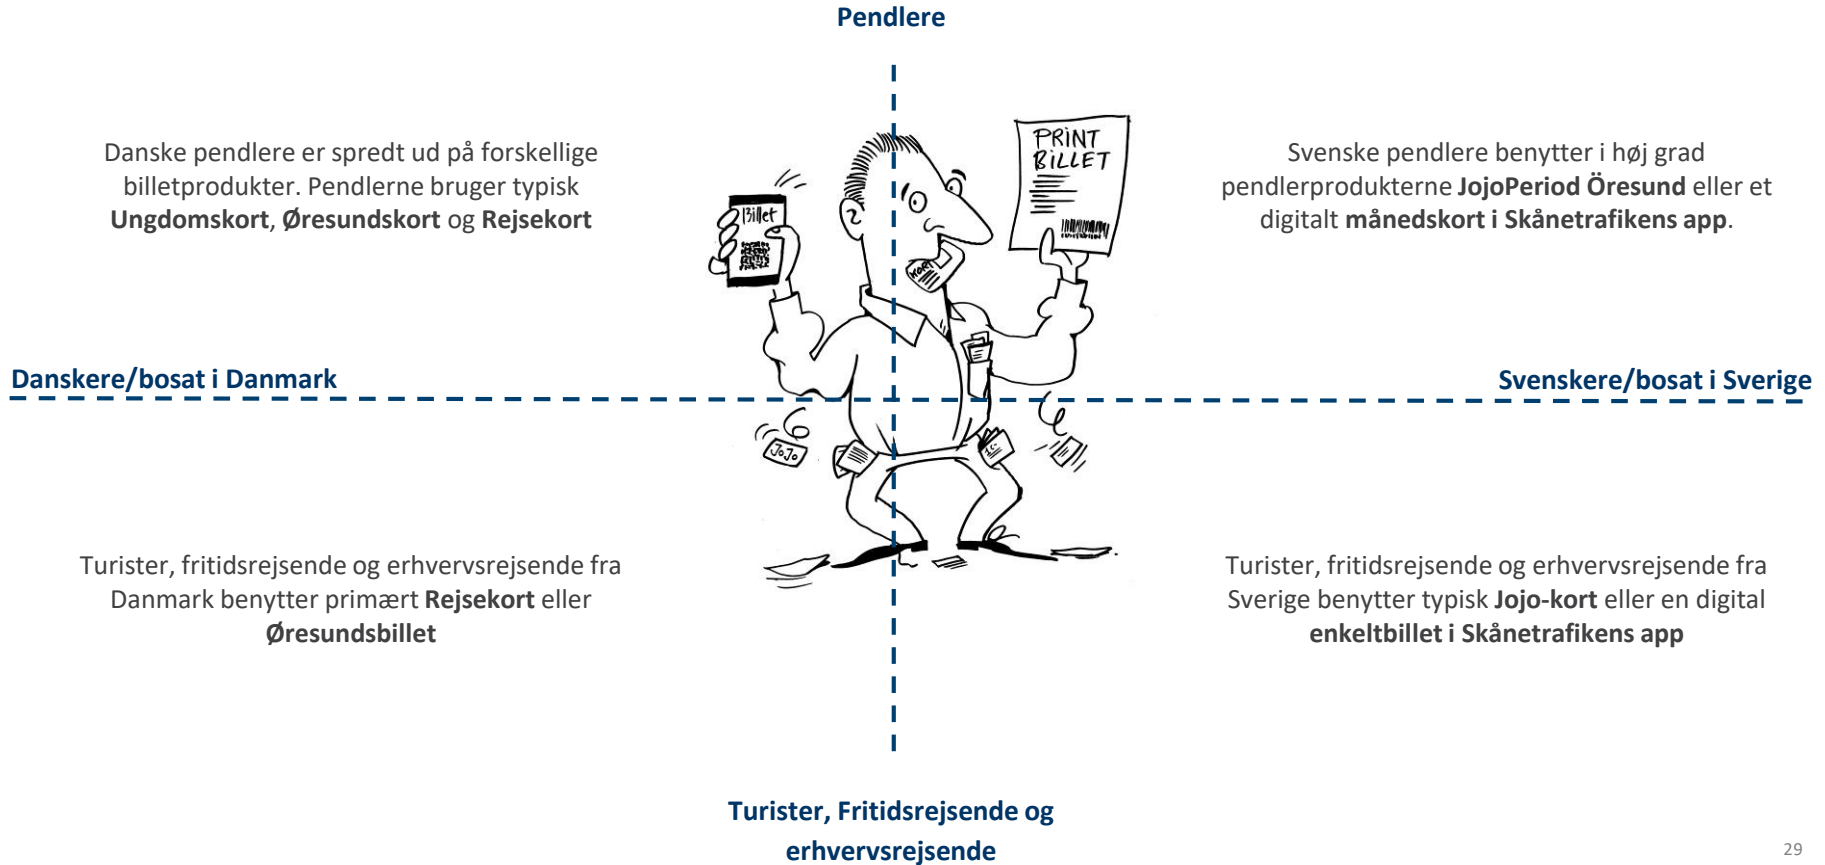 Pendlere
Danske pendlere er spredt ud på forskellige
billetprodukter. Pendlerne bruger typisk
Ungdomskort, Øresundskort og Rejsekort
Billet
PRINT
BILLET
KORT
Svenske pendlere benytter i høj grad
pendlerprodukterne JojoPeriod Öresund eller et
digitalt månedskort i Skånetrafikens app.
Danskere/bosat i Danmark
Svenskere/bosat i Sverige
JoJo
Turister, fritidsrejsende og erhvervsrejsende fra
Danmark benytter primært Rejsekort eller
Øresundsbillet
Turister, fritidsrejsende og erhvervsrejsende fra
Sverige benytter typisk Jojo-kort eller en digital
enkeltbillet i Skånetrafikens app
Turister, Fritidsrejsende og
erhvervsrejsende
29